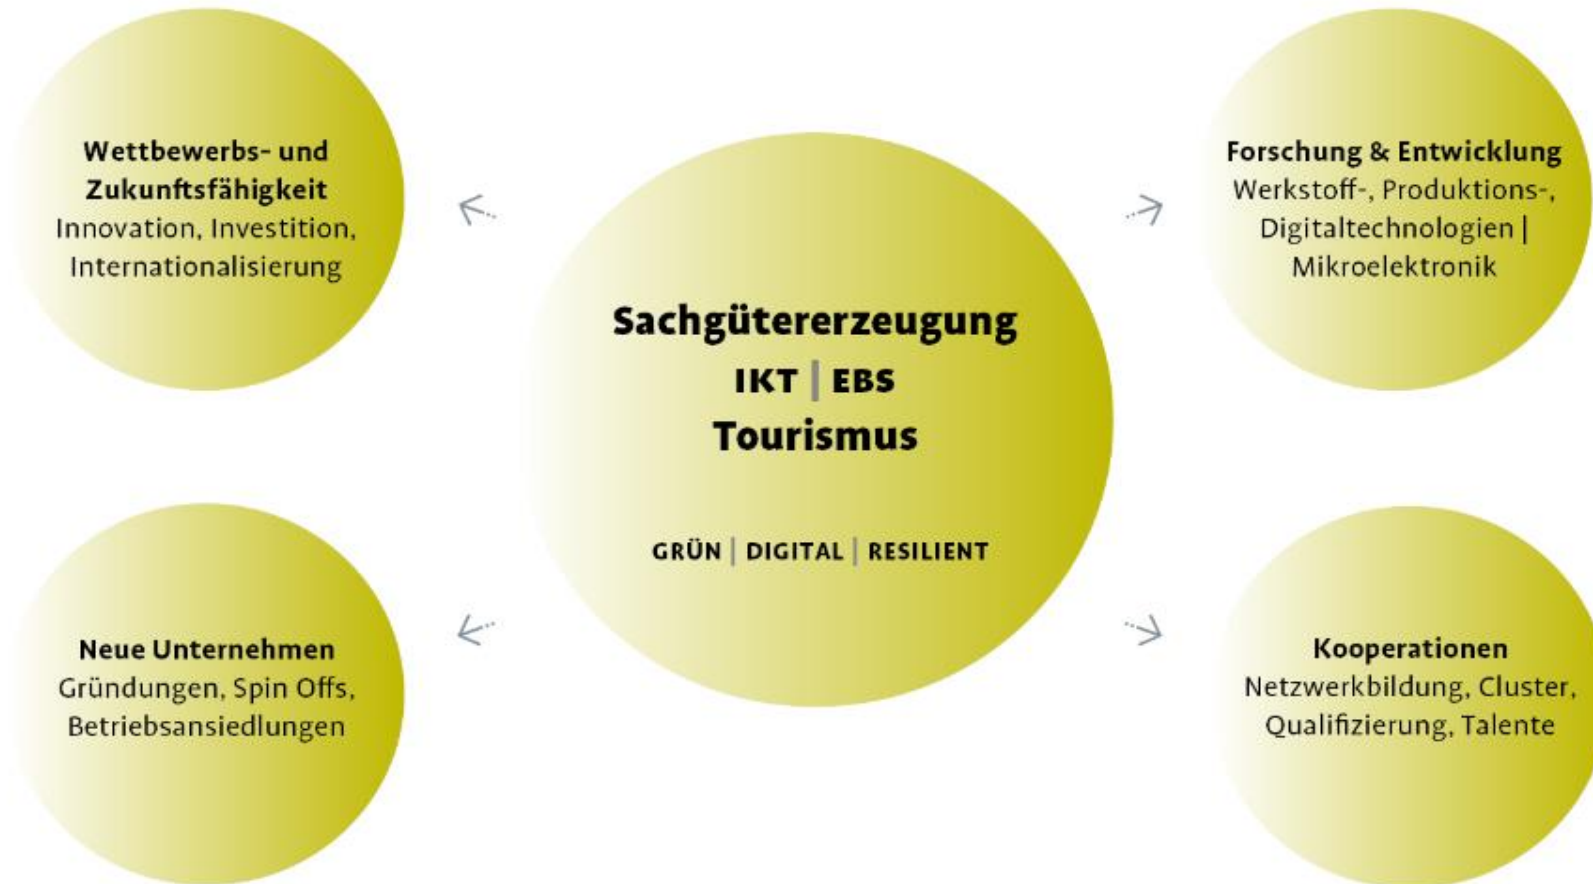 Wettbewerbs- und
Zukunftsfähigkeit
Innovation, Investition,
Internationalisierung
Forschung & Entwicklung
Werkstoff-, Produktions-,
Digitaltechnologien |
Mikroelektronik
Sachgütererzeugung
IKT | EBS
Tourismus
GRÜN | DIGITAL | RESILIENT
Neue Unternehmen
Gründungen, Spin Offs,
Betriebsansiedlungen
Kooperationen
Netzwerkbildung, Cluster,
Qualifizierung, Talente